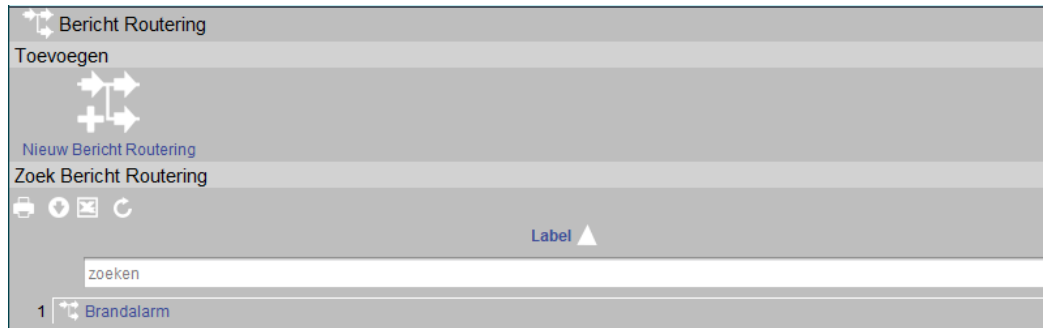 Bericht Routering
Toevoegen
Nieuw Bericht Routering
Zoek Bericht Routering
Label
zoeken
1 Brandalarm